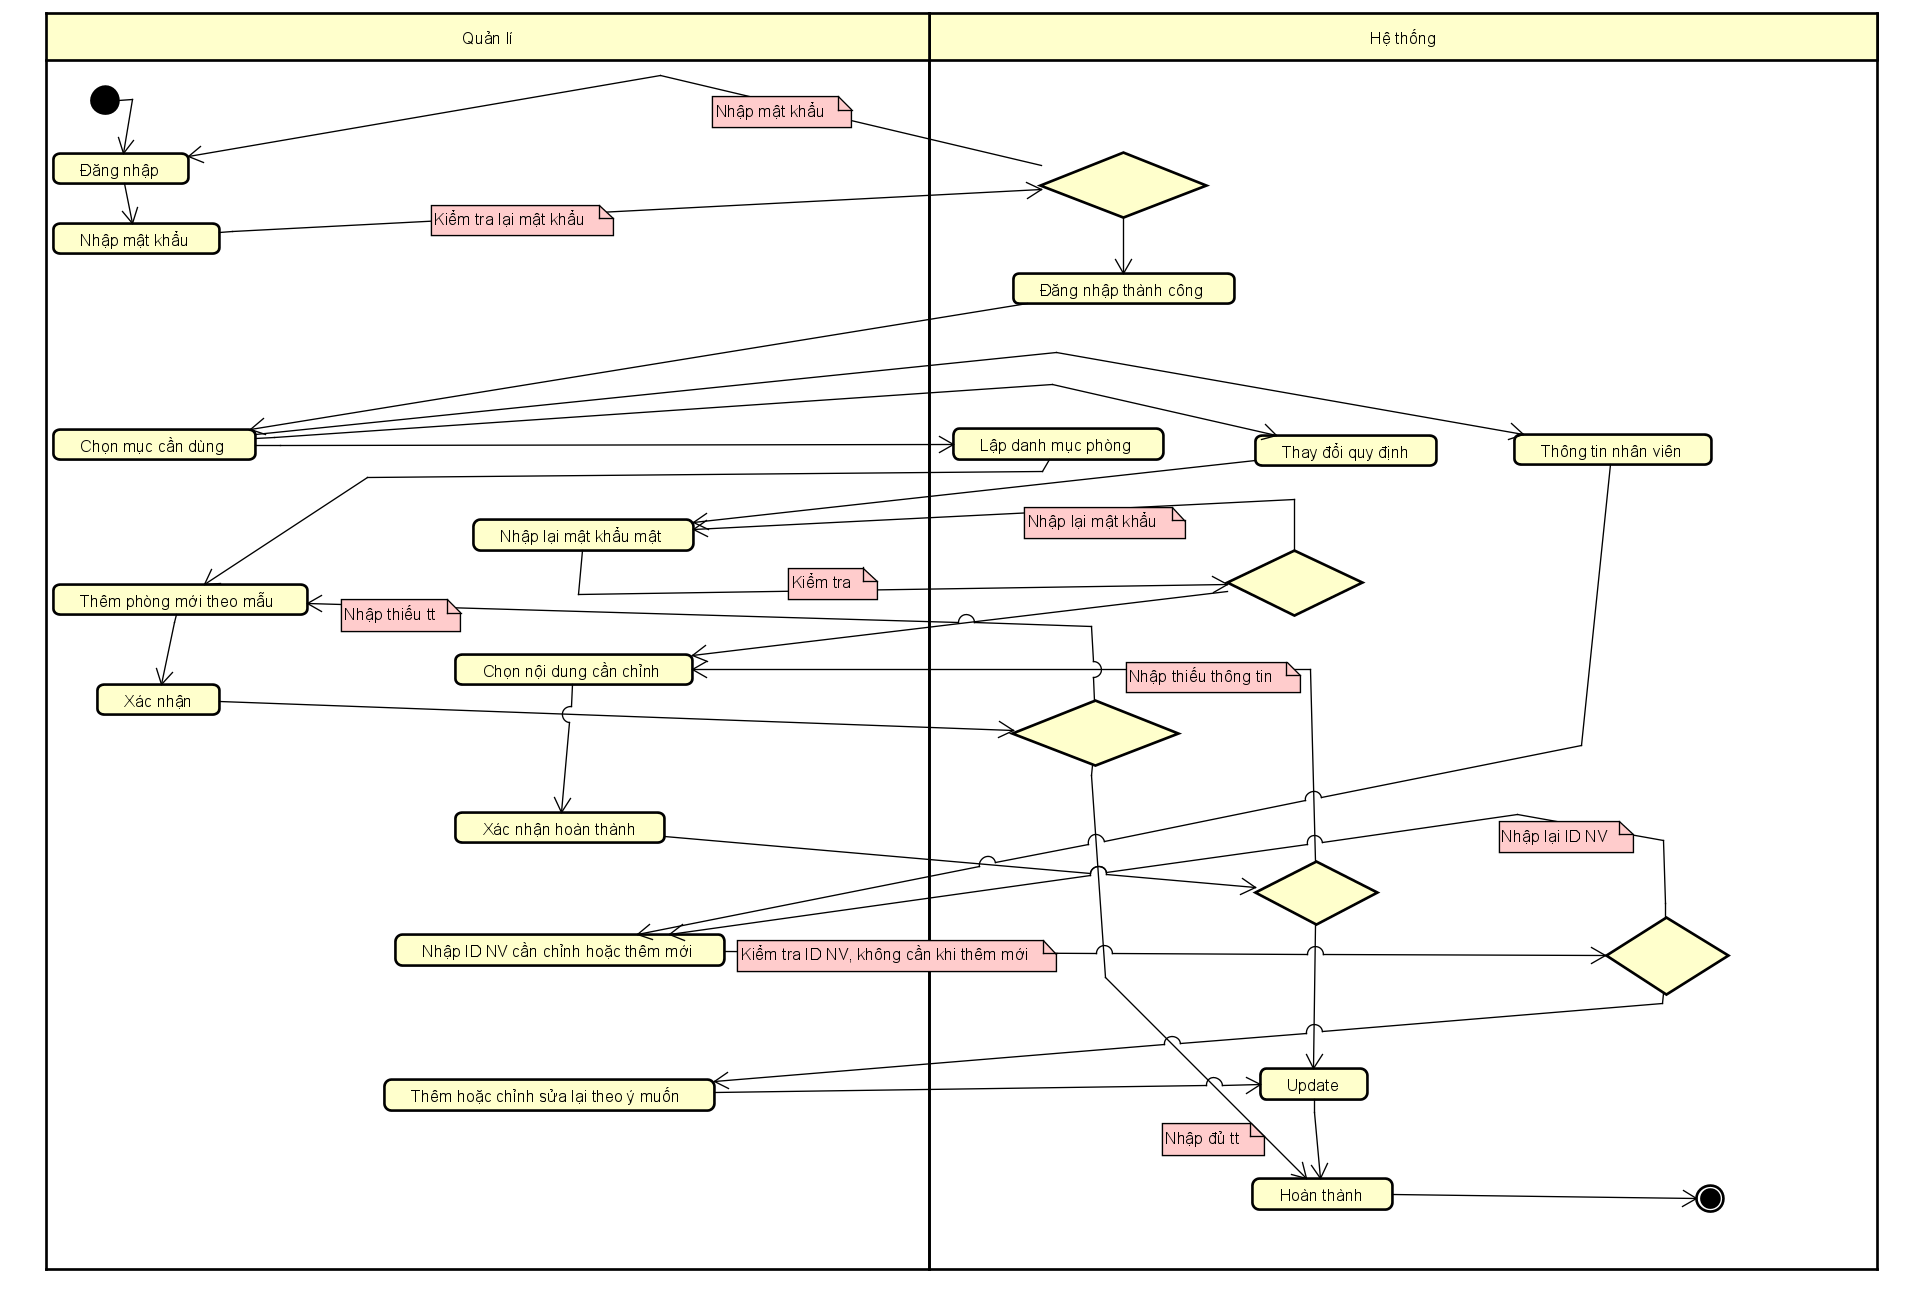 Quản lí
Hệ thống
Nhập mật khẩu
Đăng nhập
Kiểm tra lại mật khẩu
Nhập mật khẩu
Đăng nhập thành công
Chọn mục cần dùng
Lập danh mục phòng
Thay đổi quy định
Thông tin nhân viên
Nhập lại mật khẩu
Nhập lại mật khẩu mật
Kiểm tra
Thêm phòng mới theo mẫu
Nhập thiếu tt
Chọn nội dung cần chỉnh
Nhập thiếu thông tin
Xác nhận
Xác nhận hoàn thành
Nhập lại ID NV
Nhập ID NV cần chỉnh hoặc thêm mới
Kiểm tra ID NV, không cần khi thêm mới
Thêm hoặc chỉnh sửa lại theo ý muốn
Update
Nhập đủ tt
Hoàn thành